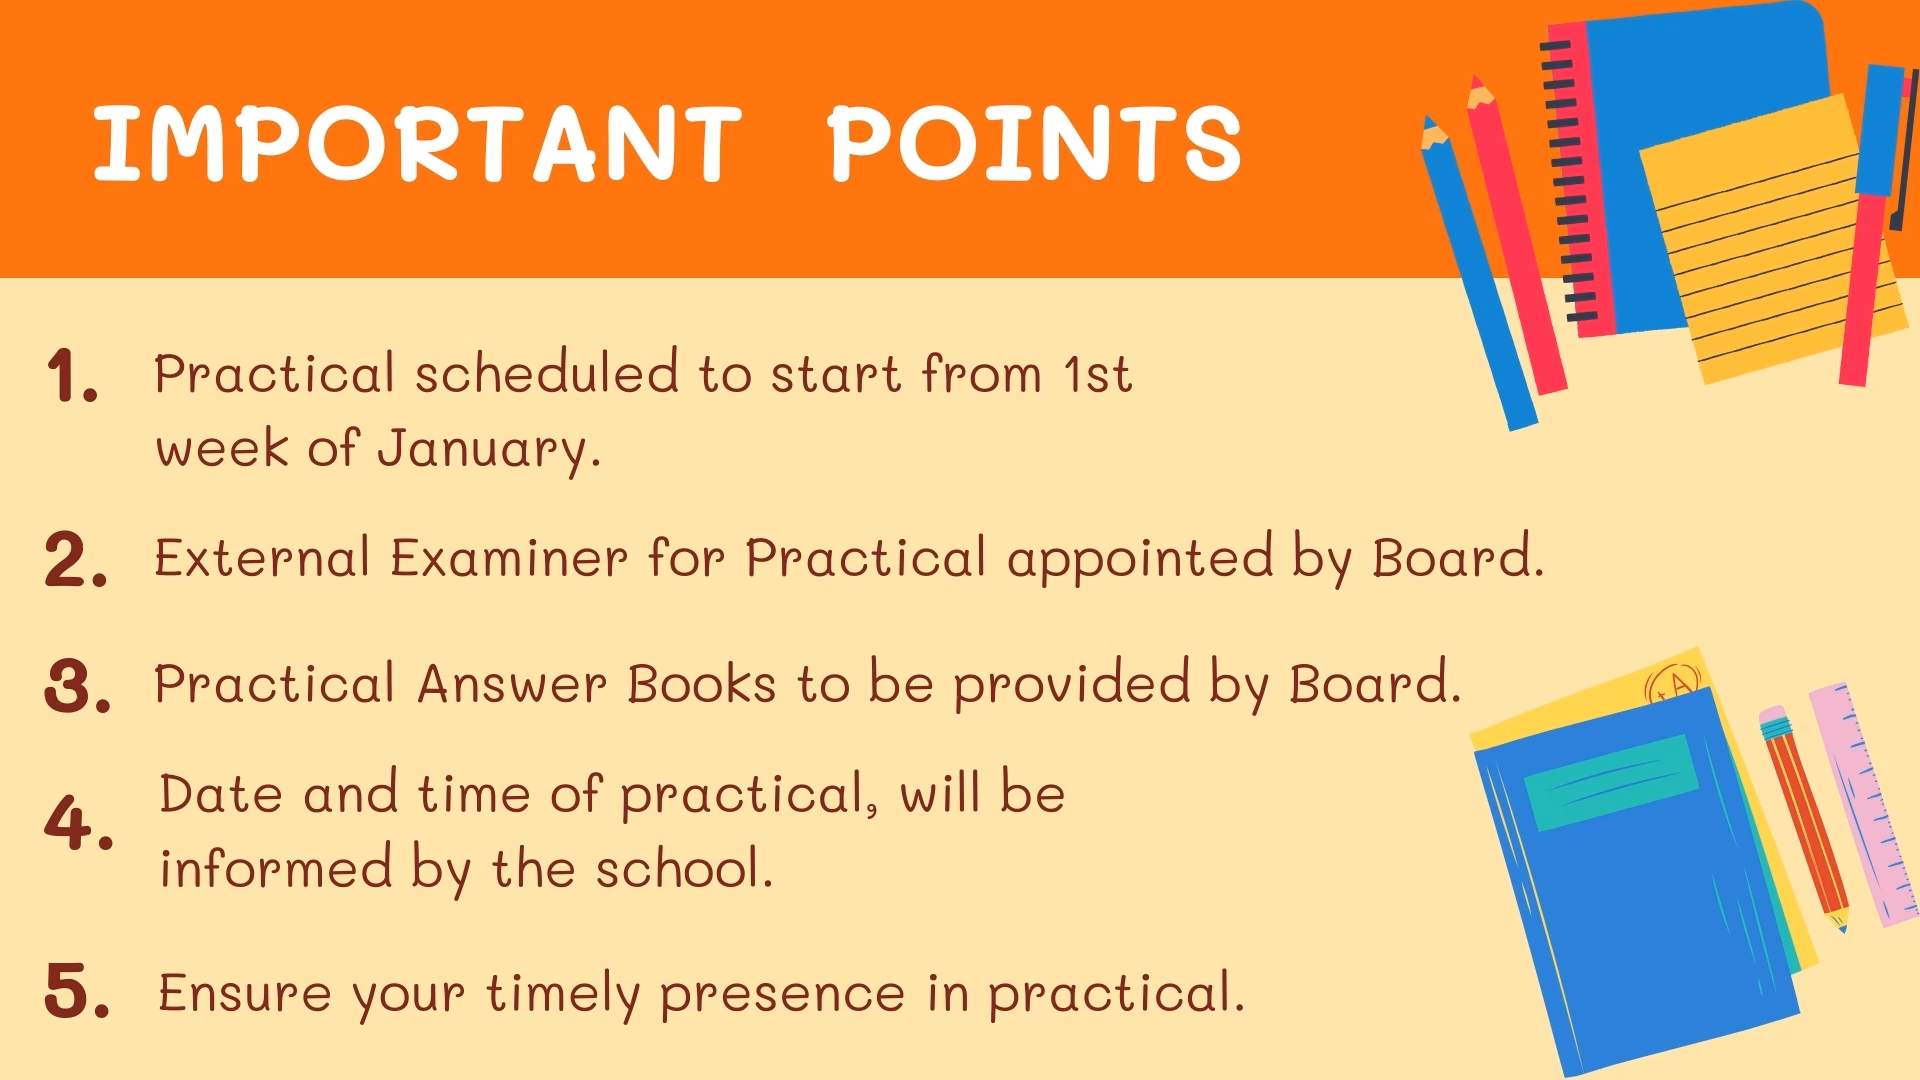 IMPORTANT POINTS
1. Practical scheduled to start from 1st
week of January.
2. External Examiner for Practical appointed by Board.
3. Practical Answer Books to be provided by Board.
4. Date and time of practical, will be
informed by the school.
5. Ensure your timely presence in practical.
A+